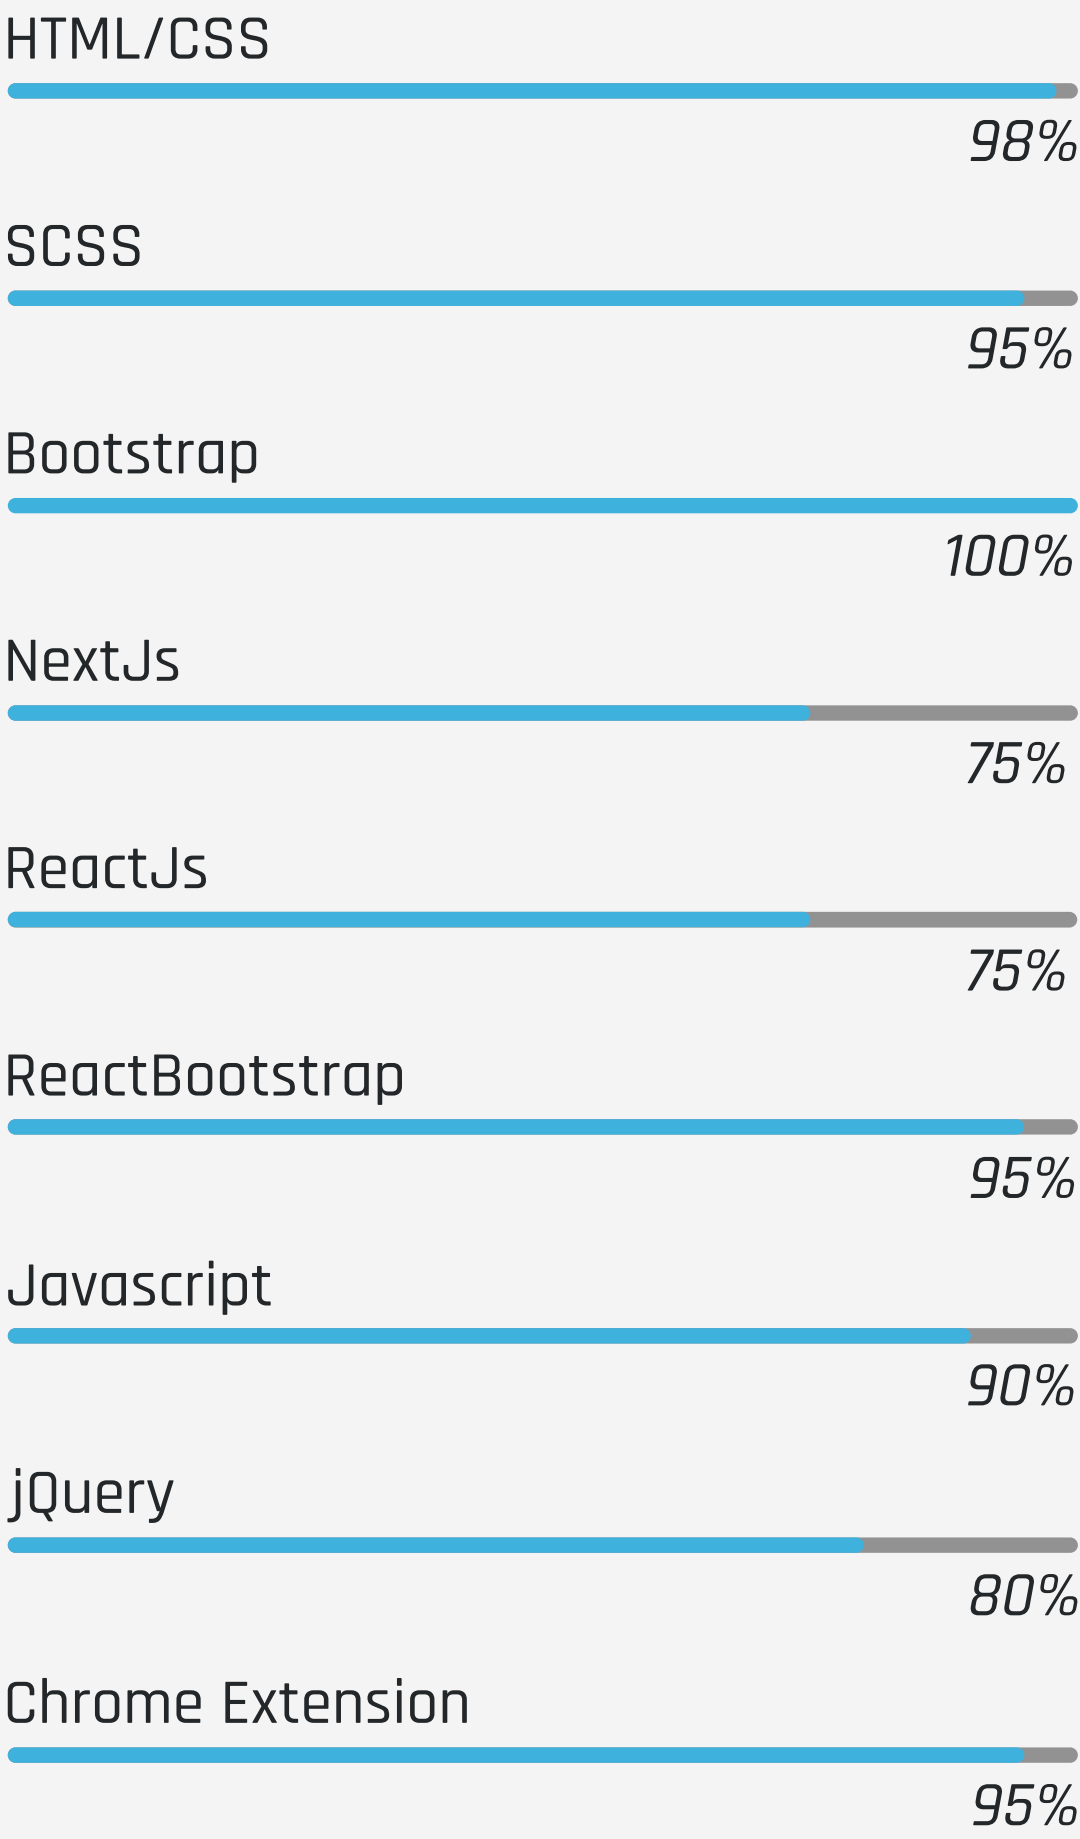 HTML/CSS
98%
SCSS
95%
Bootstrap
100%
NextJs
75%
ReactJs
75%
ReactBootstrap
95%
Javascript
90%
jQuery
80%
Chrome Extension
95%